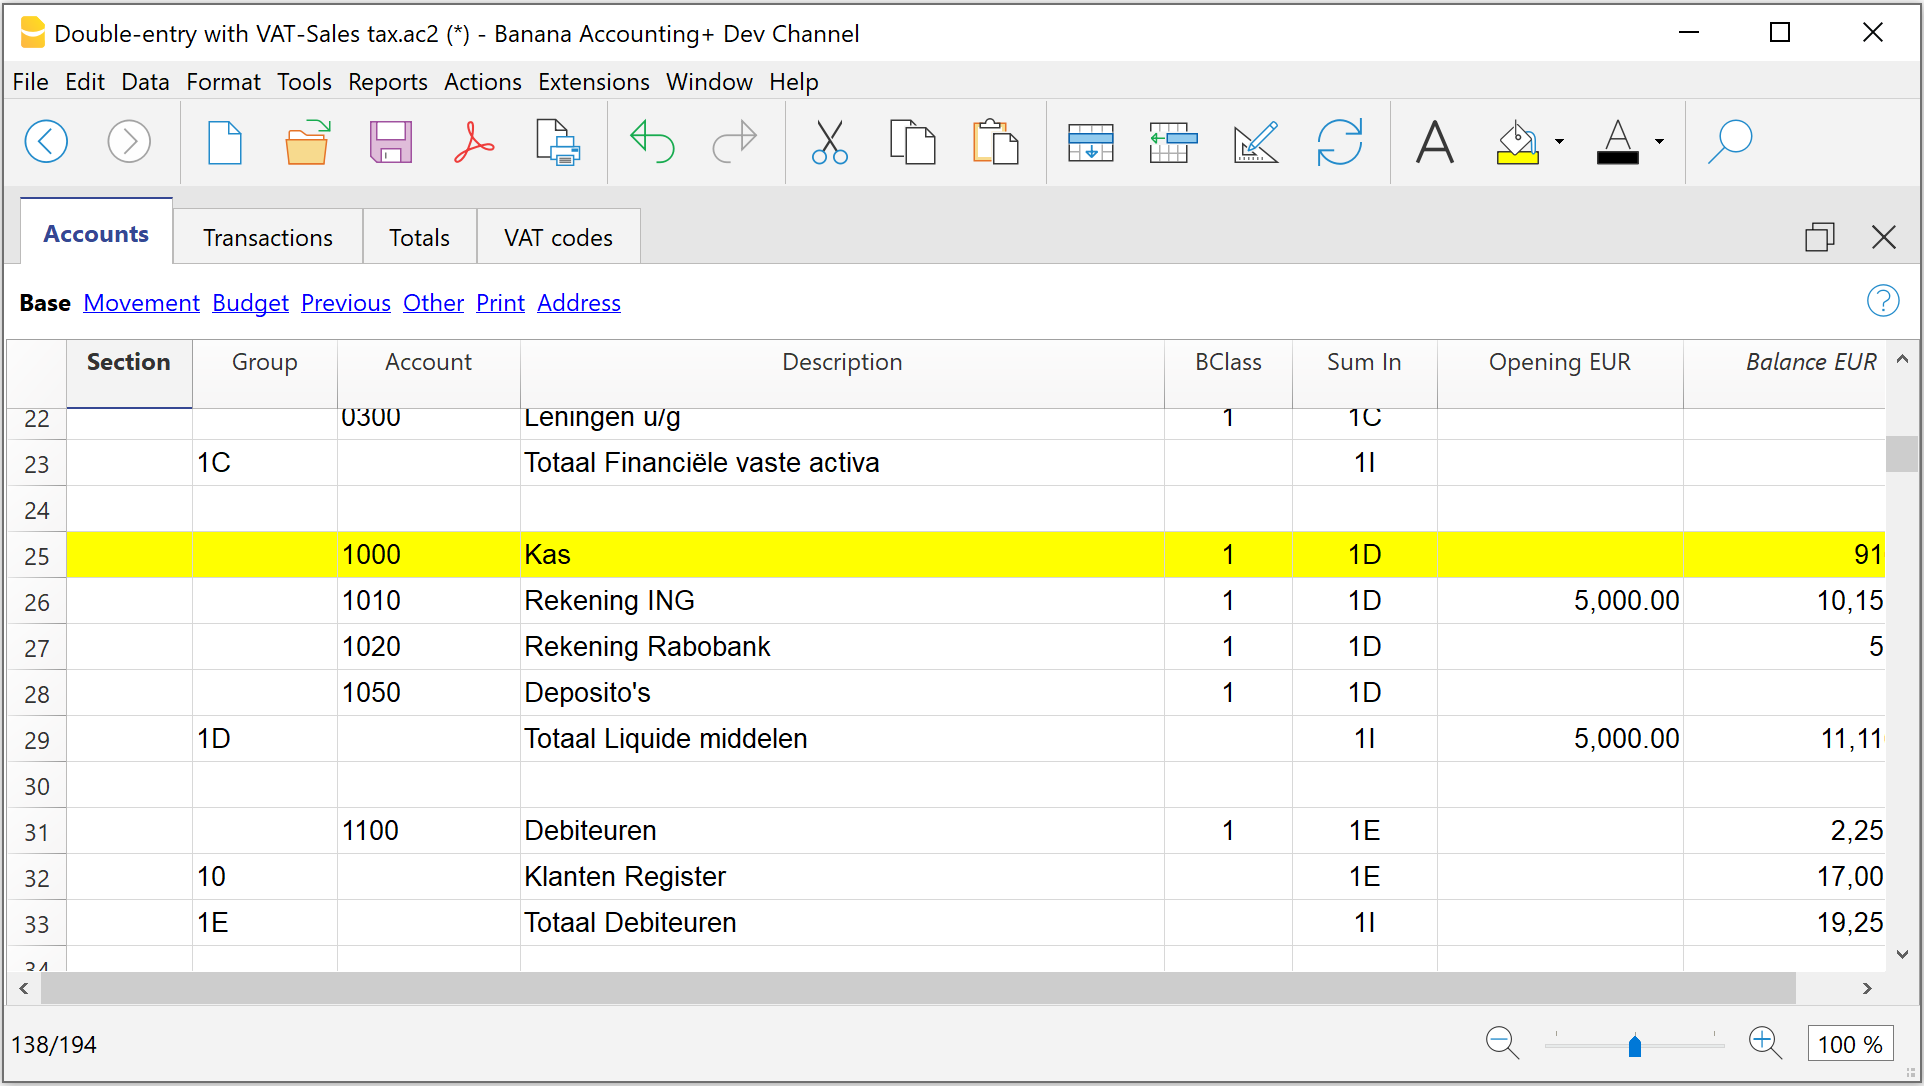 Double-entry with VAT-Sales tax.ac2 (*) - Banana Accounting+ Dev Channel
File Edit Data Format Tools Reports Actions Extensions Window Help
Accounts Transactions Totals VAT codes
Base Movement Budget Previous Other Print Address
Section Group Account Description BClass Sum In Opening EUR Balance EUR
22 0300 Leningen u/g 1 1C
23 1C Totaal Financiële vaste activa 1I
24
25 1000 Kas 1 1D 91
26 1010 Rekening ING 1 1D 5,000.00 10,15
27 1020 Rekening Rabobank 1 1D 5
28 1050 Deposito's 1 1D
29 1D Totaal Liquide middelen 1I 5,000.00 11,11
30
31 1100 Debiteuren 1 1E 2,25
32 10 Klanten Register 1E 17,00
33 1E Totaal Debiteuren 1I 19,25
34
138/194 100 %